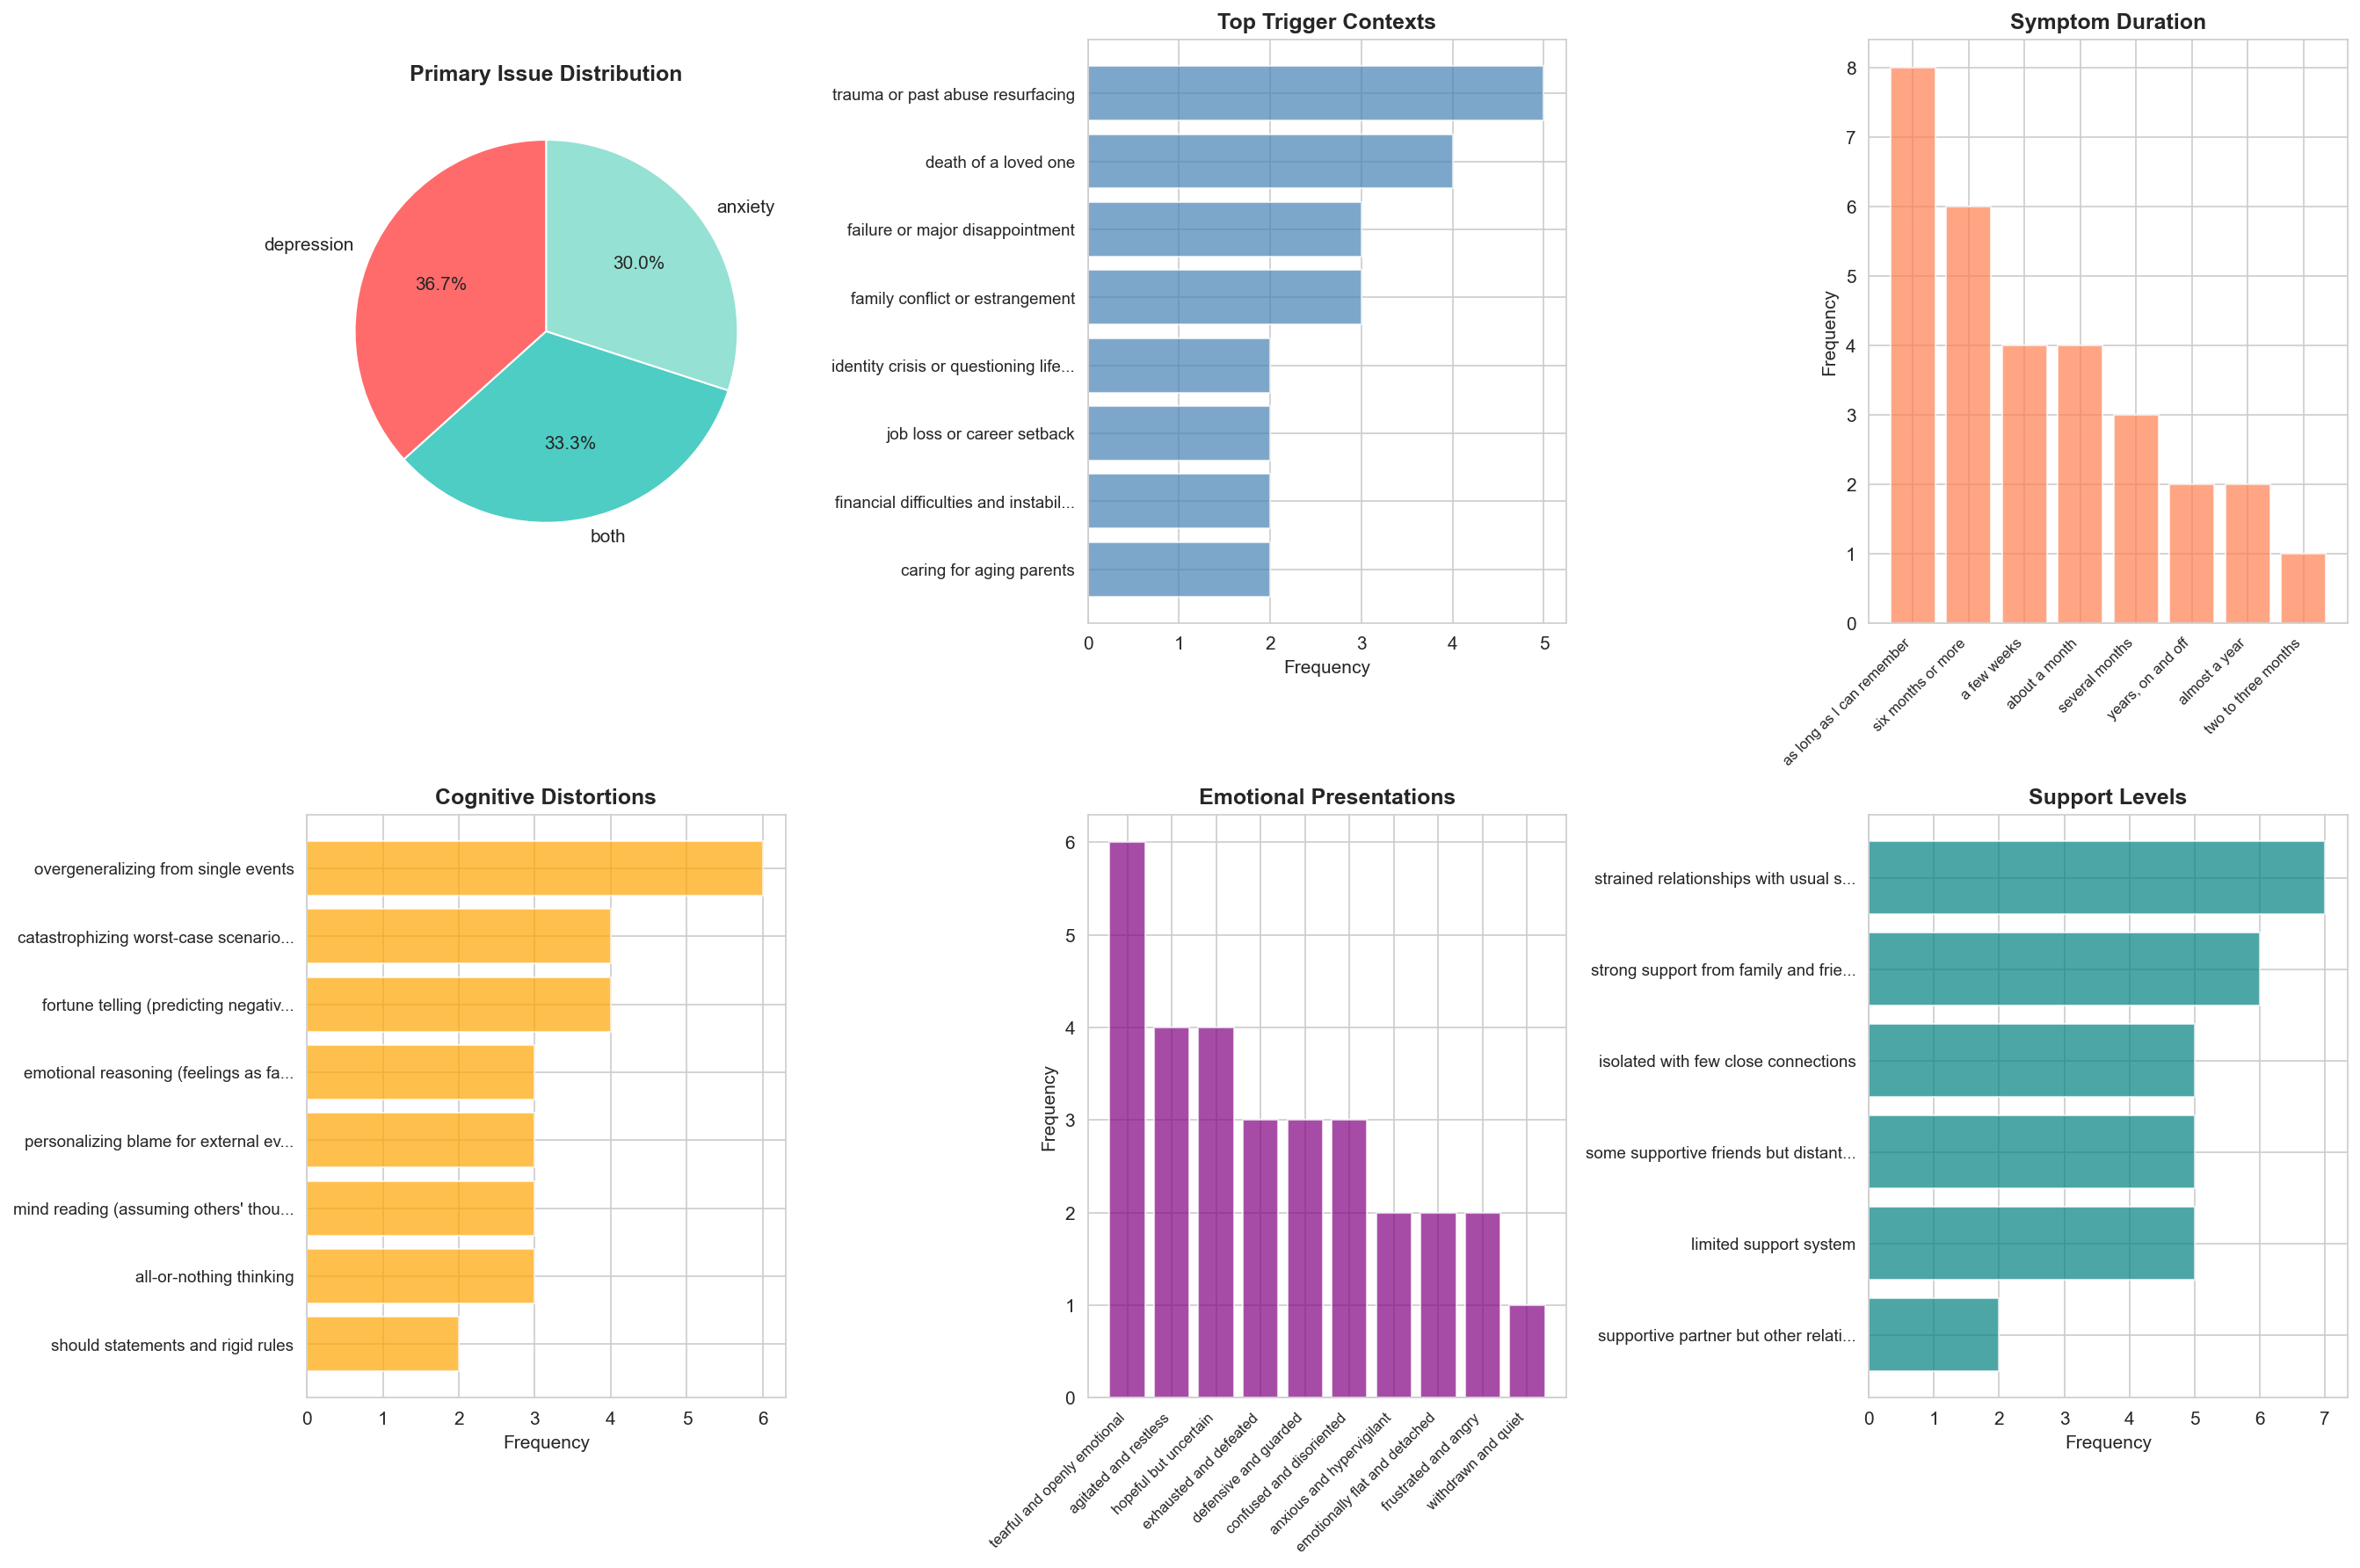 Primary Issue Distribution
depression
36.7%
anxiety
30.0%
33.3%
both
Top Trigger Contexts
trauma or past abuse resurfacing
death of a loved one
failure or major disappointment
family conflict or estrangement
identity crisis or questioning life...
job loss or career setback
financial difficulties and instabil...
caring for aging parents
0 1 2 3 4 5
Frequency
Symptom Duration
Frequency
8
7
6
5
4
3
2
1
0
as long as I can remember
six months or more
a few weeks
about a month
several months
years, on and off
almost a year
two to three months
Cognitive Distortions
overgeneralizing from single events
catastrophizing worst-case scenario...
fortune telling (predicting negativ...
emotional reasoning (feelings as fa...
personalizing blame for external ev...
mind reading (assuming others' thou...
all-or-nothing thinking
should statements and rigid rules
0 1 2 3 4 5 6
Frequency
Emotional Presentations
Frequency
6
5
4
3
2
1
0
tearful and openly emotional
agitated and restless
hopeful but uncertain
exhausted and defeated
defensive and guarded
confused and disoriented
anxious and hypervigilant
emotionally flat and detached
frustrated and angry
withdrawn and quiet
Support Levels
strained relationships with usual s...
strong support from family and frie...
isolated with few close connections
some supportive friends but distant...
limited support system
supportive partner but other relati...
0 1 2 3 4 5 6 7
Frequency